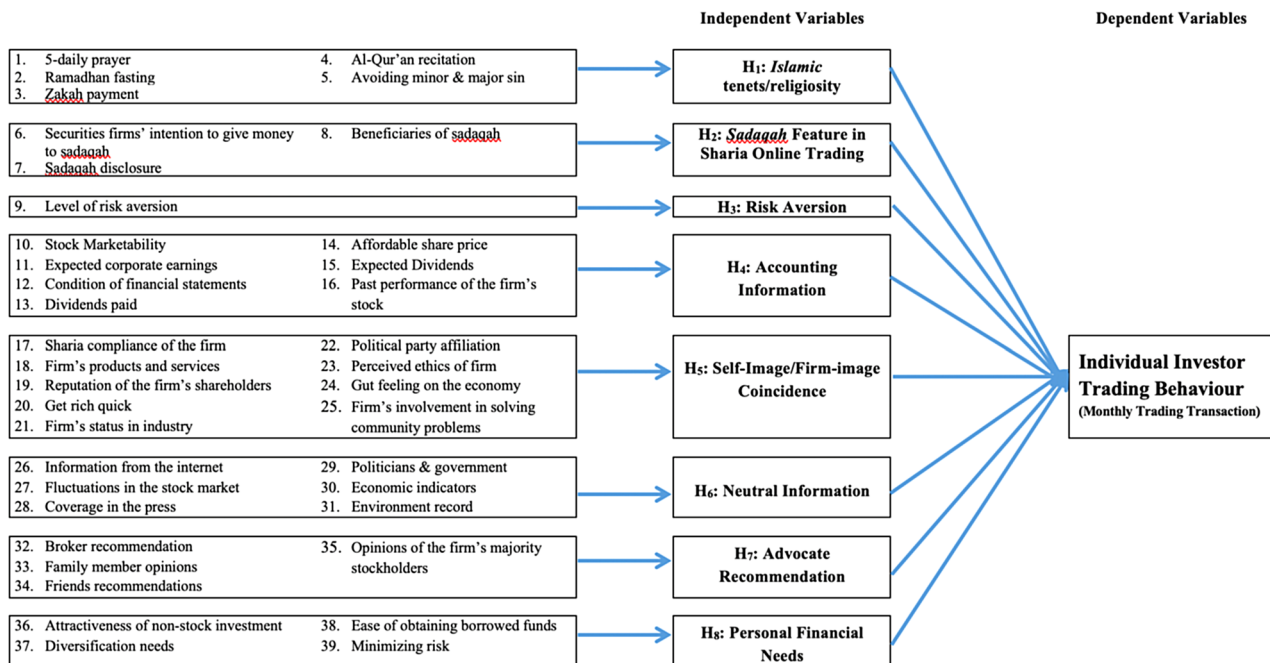 Independent Variables
Dependent Variables
1. 5-daily prayer
2. Ramadhan fasting
3. Zakah payment
4. Al-Qur’an recitation
5. Avoiding minor & major sin
H1: Islamic
tenets/religiosity
6. Securities firms’ intention to give money
to sadaqah
7. Sadaqah disclosure
8. Beneficiaries of sadaqah
H2: Sadaqah Feature in
Sharia Online Trading
9. Level of risk aversion
H3: Risk Aversion
10. Stock Marketability
11. Expected corporate earnings
12. Condition of financial statements
13. Dividends paid
14. Affordable share price
15. Expected Dividends
16. Past performance of the firm’s
stock
H4: Accounting
Information
17. Sharia compliance of the firm
18. Firm’s products and services
19. Reputation of the firm’s shareholders
20. Get rich quick
21. Firm’s status in industry
22. Political party affiliation
23. Perceived ethics of firm
24. Gut feeling on the economy
25. Firm’s involvement in solving
community problems
H5: Self-Image/Firm-image
Coincidence
Individual Investor
Trading Behaviour
(Monthly Trading Transaction)
26. Information from the internet
27. Fluctuations in the stock market
28. Coverage in the press
29. Politicians & government
30. Economic indicators
31. Environment record
H6: Neutral Information
32. Broker recommendation
33. Family member opinions
34. Friends recommendations
35. Opinions of the firm’s majority
stockholders
H7: Advocate
Recommendation
36. Attractiveness of non-stock investment
37. Diversification needs
38. Ease of obtaining borrowed funds
39. Minimizing risk
H8: Personal Financial
Needs